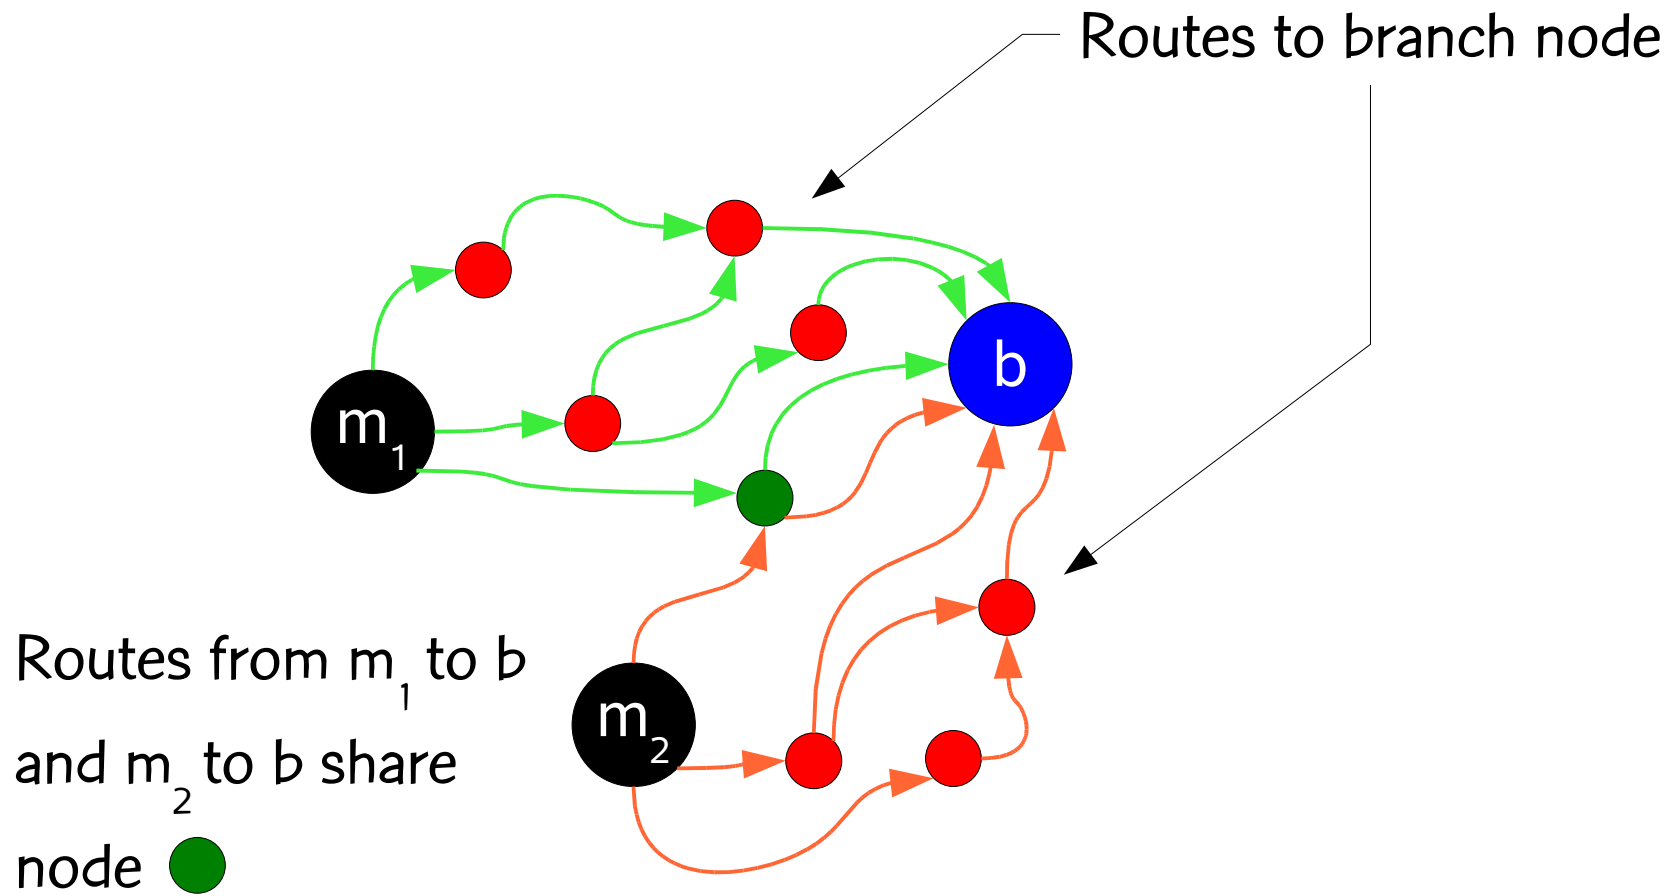 Routes to branch node
b
m₁
m₂
Routes from m₁ to b
and m₂ to b share
node